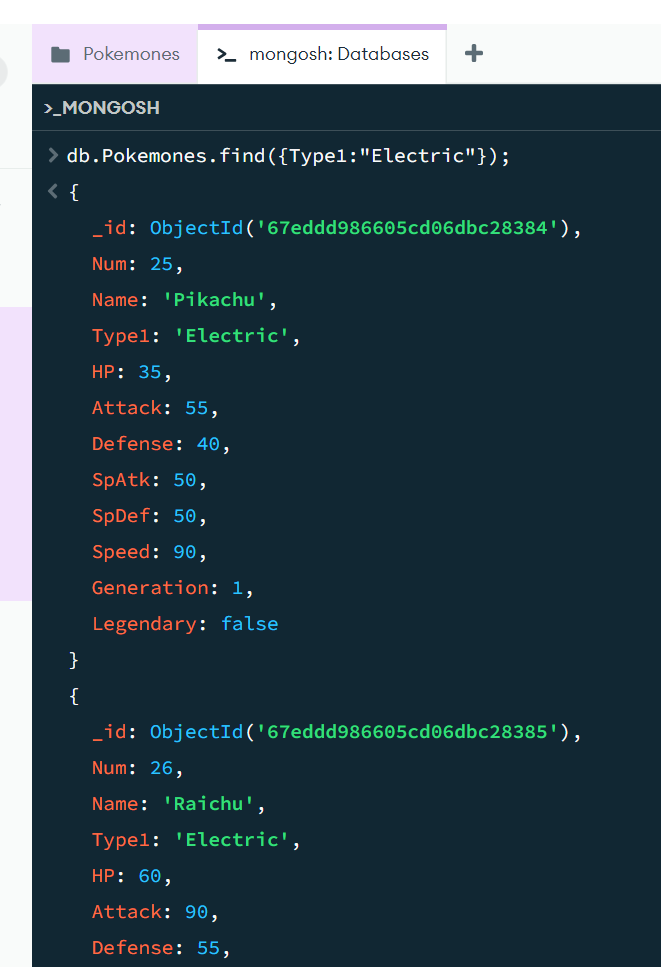 Pokemones
>_ mongosh: Databases +
>_MONGOSH
> db.Pokemones.find({Type1:"Electric"});
< {
_id: ObjectId('67eddd986605cd06dbc28384'),
Num: 25,
Name: 'Pikachu',
Type1: 'Electric',
HP: 35,
Attack: 55,
Defense: 40,
SpAtk: 50,
SpDef: 50,
Speed: 90,
Generation: 1,
Legendary: false
}
{
_id: ObjectId('67eddd986605cd06dbc28385'),
Num: 26,
Name: 'Raichu',
Type1: 'Electric',
HP: 60,
Attack: 90,
Defense: 55,